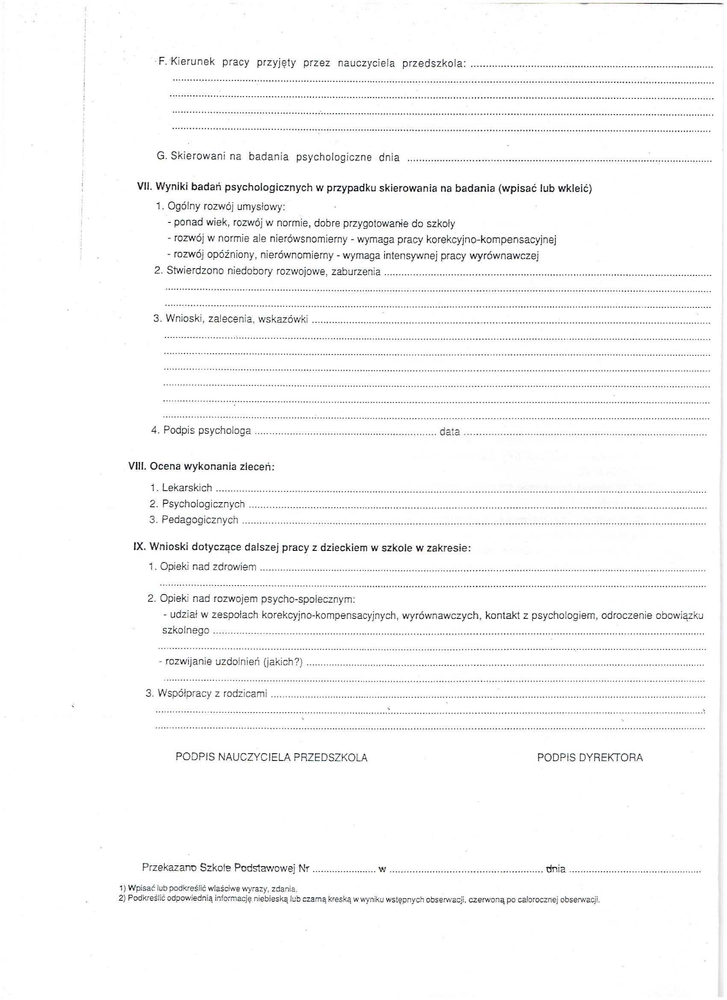 F. Kierunek pracy przyjęty przez nauczyciela przedszkola: ........................................
........................................
........................................
........................................
........................................
G. Skierowani na badania psychologiczne dnia ........................................
VII. Wyniki badań psychologicznych w przypadku skierowania na badania (wpisać lub wkleić)
1. Ogólny rozwój umysłowy:
- ponad wiek, rozwój w normie, dobre przygotowanie do szkoły
- rozwój w normie ale nierówsnomierny - wymaga pracy korekcyjno-kompensacyjnej
- rozwój opóźniony, nierównomierny - wymaga intensywnej pracy wyrównawczej
2. Stwierdzono niedobory rozwojowe, zaburzenia ........................................
........................................
........................................
3. Wnioski, zalecenia, wskazówki ........................................
........................................
........................................
........................................
........................................
........................................
........................................
4. Podpis psychologa ........................................ data ........................................
VIII. Ocena wykonania zleceń:
1. Lekarskich ........................................
2. Psychologicznych ........................................
3. Pedagogicznych ........................................
IX. Wnioski dotyczące dalszej pracy z dzieckiem w szkole w zakresie:
1. Opieki nad zdrowiem ........................................
........................................
2. Opieki nad rozwojem psycho-społecznym:
- udział w zespołach korekcyjno-kompensacyjnych, wyrównawczych, kontakt z psychologiem, odroczenie obowiązku
szkolnego ........................................
........................................
- rozwijanie uzdolnień (jakich?) ........................................
........................................
3. Współpracy z rodzicami ........................................
........................................
........................................
PODPIS NAUCZYCIELA PRZEDSZKOLA PODPIS DYREKTORA
Przekazano Szkole Podstawowej Nr .................... w ........................................ dnia ........................................
1) Wpisać lub podkreślić właściwe wyrazy, zdania.
2) Podkreślić odpowiednią informację niebieską lub czarną kreską w wyniku wstępnych obserwacji, czerwoną po całorocznej obserwacji.